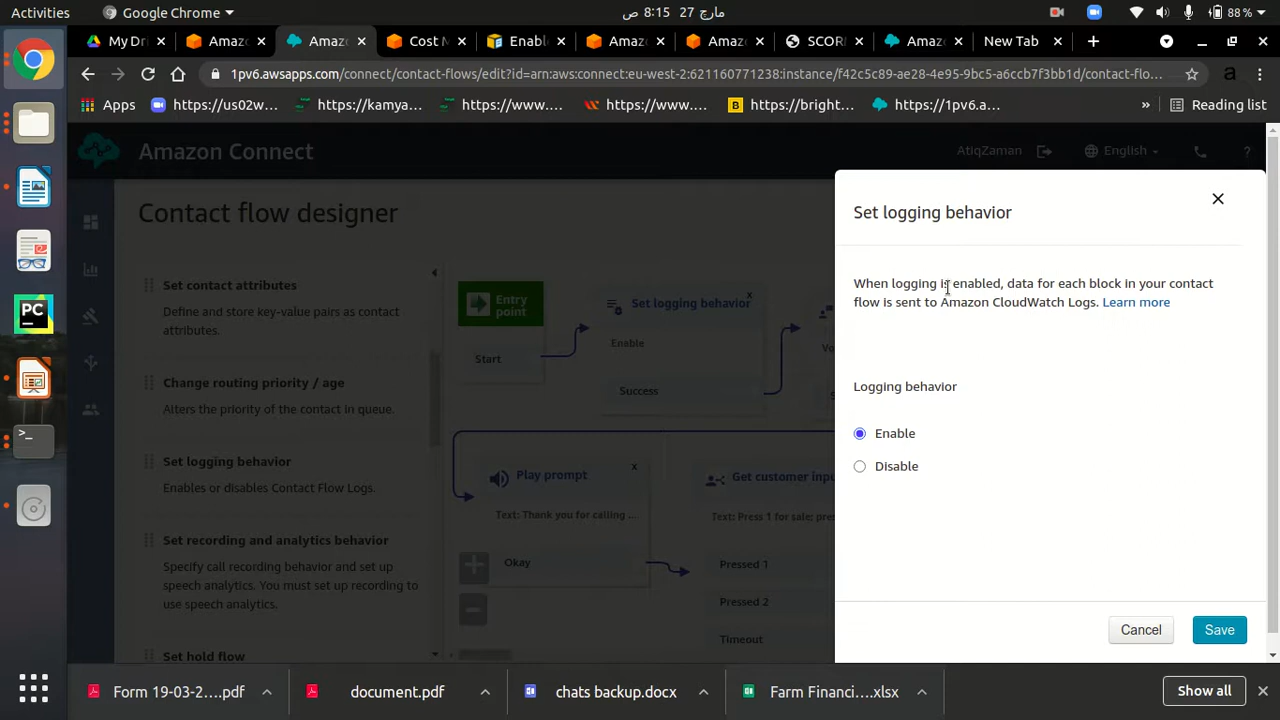 Activities
Google Chrome
مارچ 27 8:15 ص
88 %
My Dri
Amazo
Amazo
Cost M
Enabl
Amazo
Amazo
SCORM
Amazo
New Tab
1pv6.awsapps.com/connect/contact-flows/edit?id=arn:aws:connect:eu-west-2:621160771238:instance/f42c5c89-ae28-4e95-9bc5-a6ccb7f3bb1d/contact-flo...
a
Apps
https://us02w...
https://kamya...
https://www....
https://www....
https://bright...
https://1pv6.a...
»
Reading list
Amazon Connect
AtiqZaman
English
?
Contact flow designer
Set contact attributes
Define and store key-value pairs as contact
attributes.
Change routing priority / age
Alters the priority of the contact in queue.
Set logging behavior
Enables or disables Contact Flow Logs.
Set recording and analytics behavior
Specify call recording behavior and set up
speech analytics. You must set up recording to
use speech analytics.
Set hold flow
Entry
point
Start
Set logging behavior
x
Enable
Success
Vo
Play prompt
x
Text: Thank you for calling ...
Okay
Get customer inpu
Text: Press 1 for sale; pres
Pressed 1
Pressed 2
Timeout
Set logging behavior
When logging is enabled, data for each block in your contact
flow is sent to Amazon CloudWatch Logs. Learn more
Logging behavior
Enable
Disable
Cancel
Save
Form 19-03-2....pdf
document.pdf
chats backup.docx
Farm Financi....xlsx
Show all